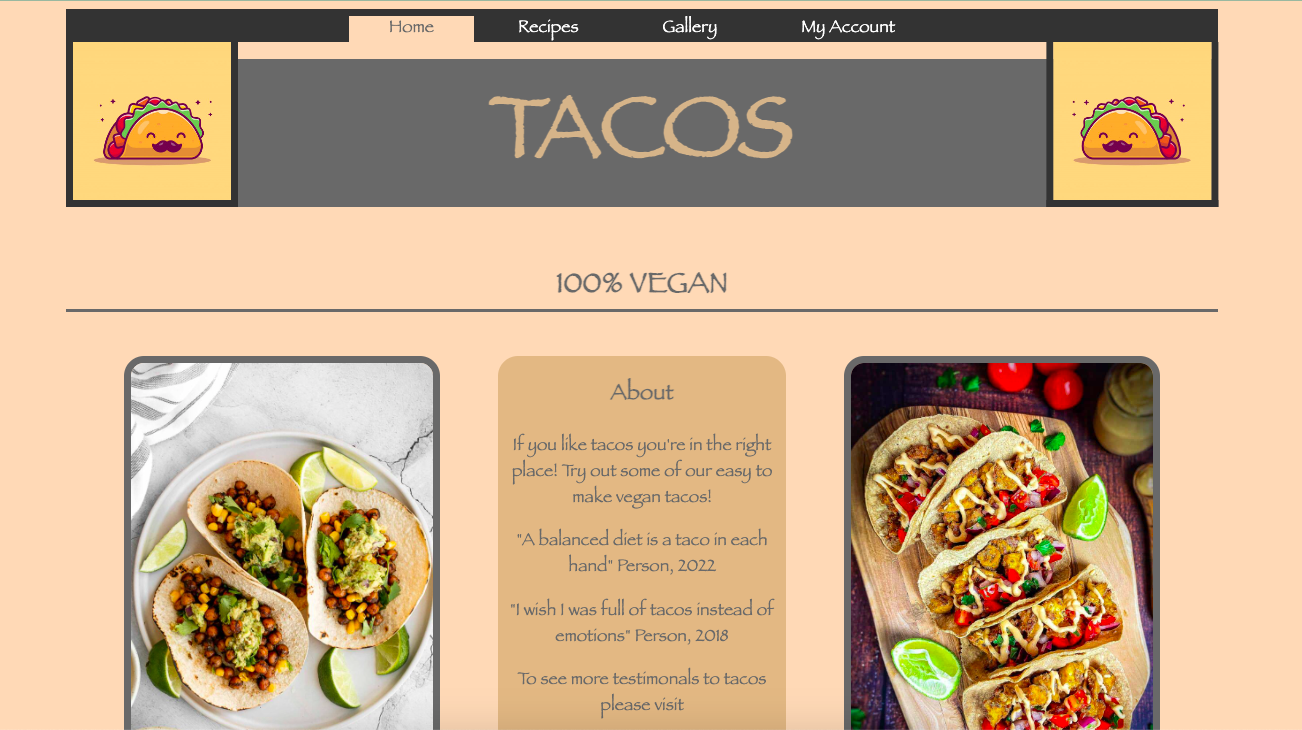 Home Recipes Gallery My Account
TACOS
100% VEGAN
About
If you like tacos you're in the right
place! Try out some of our easy to
make vegan tacos!
"A balanced diet is a taco in each
hand" Person, 2022
"I wish I was full of tacos instead of
emotions" Person, 2018
To see more testimonals to tacos
please visit